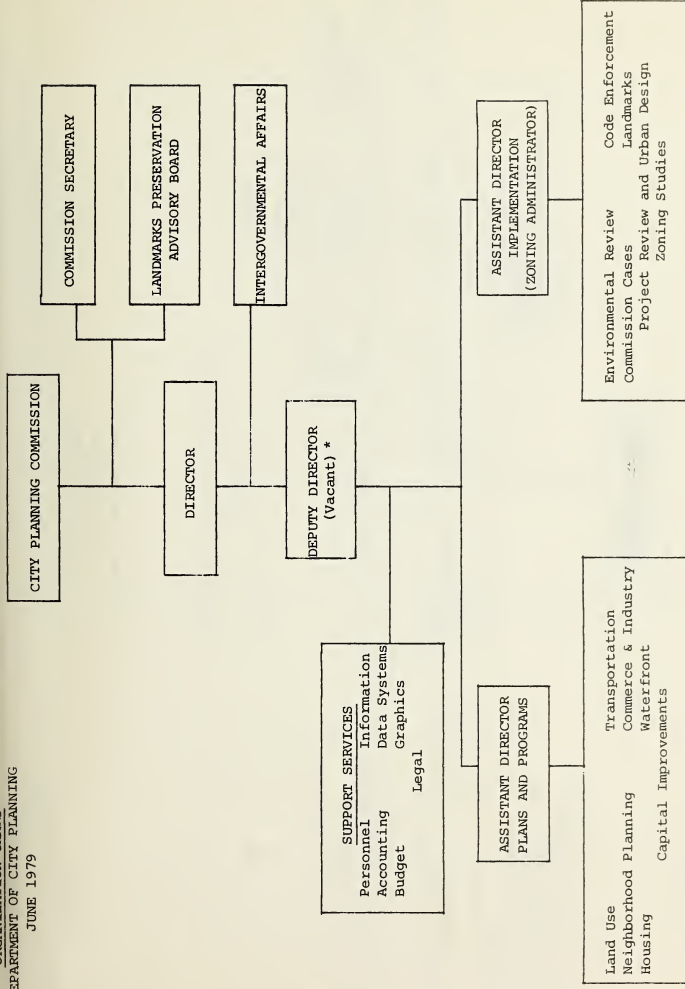 DEPARTMENT OF CITY PLANNING
JUNE 1979
CITY PLANNING COMMISSION
COMMISSION SECRETARY
LANDMARKS PRESERVATION
ADVISORY BOARD
DIRECTOR
INTERGOVERNMENTAL AFFAIRS
DEPUTY DIRECTOR
(Vacant) *
SUPPORT SERVICES
Personnel Information
Accounting Data Systems
Budget Graphics
Legal
ASSISTANT DIRECTOR
PLANS AND PROGRAMS
ASSISTANT DIRECTOR
IMPLEMENTATION
(ZONING ADMINISTRATOR)
Land Use Transportation
Neighborhood Planning Commerce & Industry
Housing Waterfront
Capital Improvements
Environmental Review Code Enforcement
Commission Cases Landmarks
Project Review and Urban Design
Zoning Studies